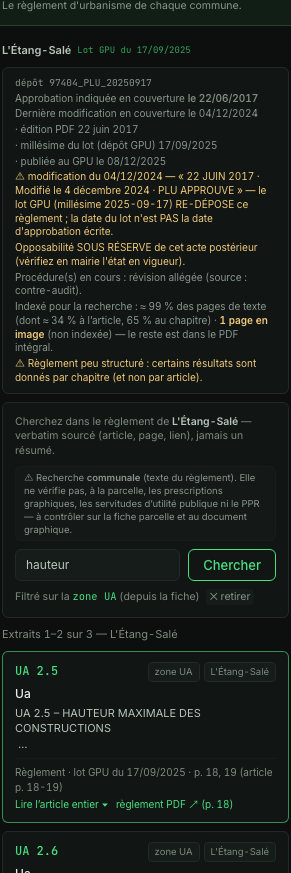 Le règlement d'urbanisme de chaque commune.
L'Étang-Salé Lot GPU du 17/09/2025
dépôt 97404_PLU_20250917
Approbation indiquée en couverture le 22/06/2017
Dernière modification en couverture le 04/12/2024
· édition PDF 22 juin 2017
· millésime du lot (dépôt GPU) 17/09/2025
· publiée au GPU le 08/12/2025
⚠ modification du 04/12/2024 — « 22 JUIN 2017 ·
Modifié le 4 décembre 2024 · PLU APPROUVE » — le
lot GPU (millésime 2025-09-17) RE-DÉPOSE ce
règlement ; la date du lot n'est PAS la date
d'approbation écrite.
Opposabilité SOUS RÉSERVE de cet acte postérieur
(vérifiez en mairie l'état en vigueur).
Procédure(s) en cours : révision allégée (source :
contre-audit).
Indexé pour la recherche : ≈ 99 % des pages de texte
(dont ≈ 34 % à l'article, 65 % au chapitre) · 1 page en
image (non indexée) — le reste est dans le PDF
intégral.
⚠ Règlement peu structuré : certains résultats sont
donnés par chapitre (et non par article).
Cherchez dans le règlement de L'Étang-Salé —
verbatim sourcé (article, page, lien), jamais un
résumé.
⚠ Recherche communale (texte du règlement). Elle
ne vérifie pas, à la parcelle, les prescriptions
graphiques, les servitudes d'utilité publique ni le PPR
— à contrôler sur la fiche parcelle et au document
graphique.
hauteur Chercher
Filtré sur la zone UA (depuis la fiche) × retirer
Extraits 1–2 sur 3 — L'Étang-Salé
UA 2.5 zone UA L'Étang-Salé
Ua
UA 2.5 – HAUTEUR MAXIMALE DES
CONSTRUCTIONS
...
Règlement · lot GPU du 17/09/2025 · p. 18, 19 (article
p. 18-19)
Lire l'article entier ▾ règlement PDF ↗ (p. 18)
UA 2.6 zone UA L'Étang-Salé